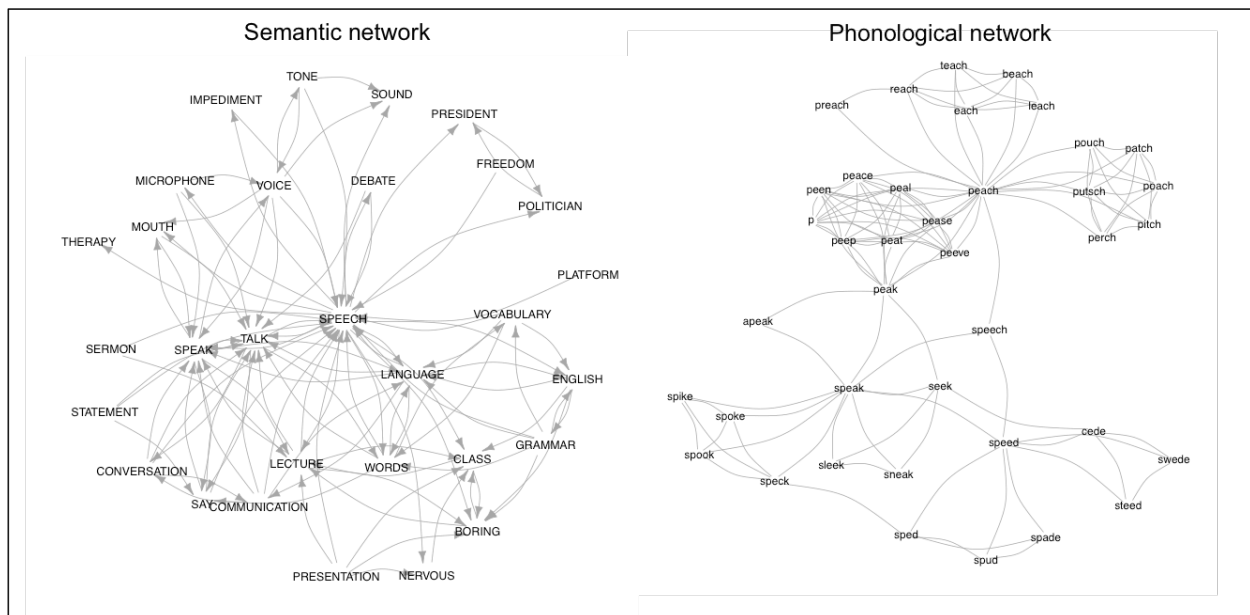 Semantic network
TONE
SOUND
IMPEDIMENT
PRESIDENT
FREEDOM
MICROPHONE
VOICE
DEBATE
POLITICIAN
MOUTH
THERAPY
PLATFORM
SPEECH
VOCABULARY
TALK
SERMON
SPEAK
LANGUAGE
ENGLISH
STATEMENT
GRAMMAR
CONVERSATION
LECTURE
WORDS
CLASS
SAY
COMMUNICATION
BORING
PRESENTATION
NERVOUS
Phonological network
teach
beach
reach
preach
each
leach
pouch
patch
peace
peen
peal
peach
putsch
poach
p
pease
pitch
peep
peat
perch
peeve
peak
apeak
speech
speak
seek
spike
spoke
cede
speed
spook
sleek
sneak
swede
speck
steed
sped
spade
spud